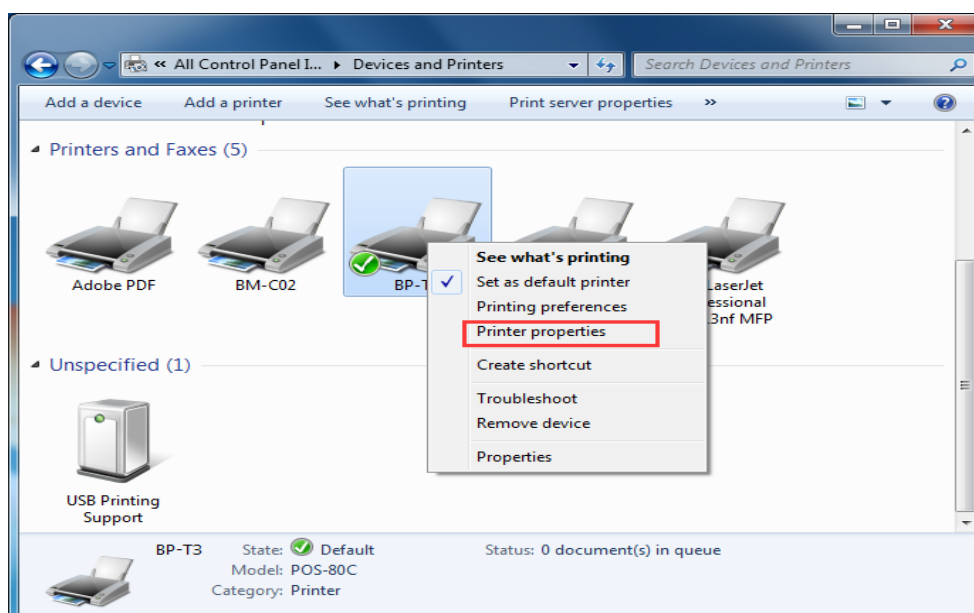 « All Control Panel I... ▸ Devices and Printers
Search Devices and Printers
Add a device Add a printer See what's printing Print server properties »
Printers and Faxes (5)
Adobe PDF
BM-C02
BP-T
LaserJet
essional
.3nf MFP
See what's printing
Set as default printer
Printing preferences
Printer properties
Create shortcut
Troubleshoot
Remove device
Properties
Unspecified (1)
USB Printing
Support
BP-T3 State: Default Status: 0 document(s) in queue
Model: POS-80C
Category: Printer